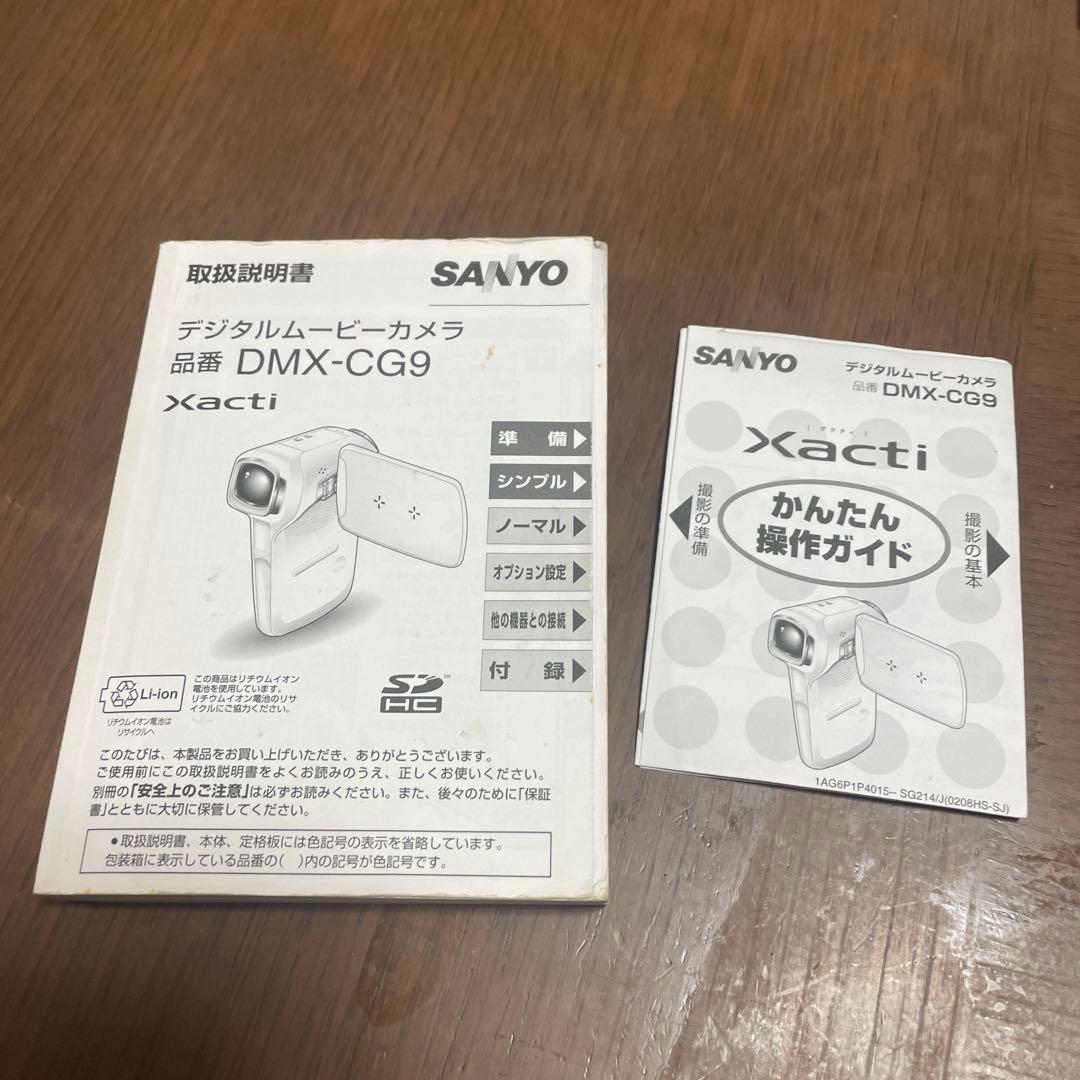 取扱説明書
SANYO
デジタルムービーカメラ
品番 DMX-CG9
Xacti
準 備
シンプル
ノーマル
オプション設定
他の機器との接続
付 録
Li-ion
リチウムイオン電池は
リサイクルへ
この商品はリチウムイオン
電池を使用しています。
リチウムイオン電池のリサ
イクルにご協力ください。
SD™
HC
このたびは、本製品をお買い上げいただき、ありがとうございます。
ご使用前にこの取扱説明書をよくお読みのうえ、正しくお使いください。
別冊の「安全上のご注意」は必ずお読みください。また、後々のために「保証
書」とともに大切に保管してください。
●取扱説明書、本体、定格板には色記号の表示を省略しています。
包装箱に表示している品番の( )内の記号が色記号です。
SANYO
デジタルムービーカメラ
品番 DMX-CG9
[ザクティ]
Xacti
撮影の準備
かんたん
操作ガイド
撮影の基本
1AG6P1P4015-- SG214/J(0208HS-SJ)